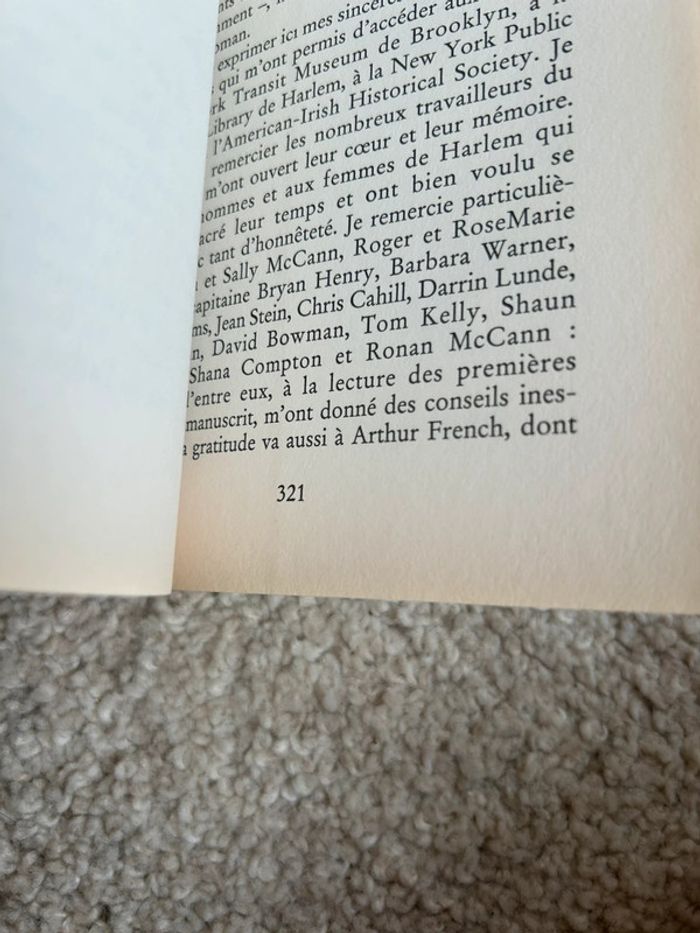 oman.
exprimer ici mes
qui m'ont permis d'accéder
rk Transit Museum de Brooklyn, à
Library de Harlem, à la New York Public
l'American-Irish Historical Society. Je
remercier les nombreux travailleurs du
m'ont ouvert leur cœur et leur mémoire.
hommes et aux femmes de Harlem qui
acré leur temps et ont bien voulu se
c tant d'honnêteté. Je remercie particuliè-
et Sally McCann, Roger et RoseMarie
apitaine Bryan Henry, Barbara Warner,
ms, Jean Stein, Chris Cahill, Darrin Lunde,
n, David Bowman, Tom Kelly, Shaun
Shana Compton et Ronan McCann :
l'entre eux, à la lecture des premières
manuscrit, m'ont donné des conseils ines-
a gratitude va aussi à Arthur French, dont
321